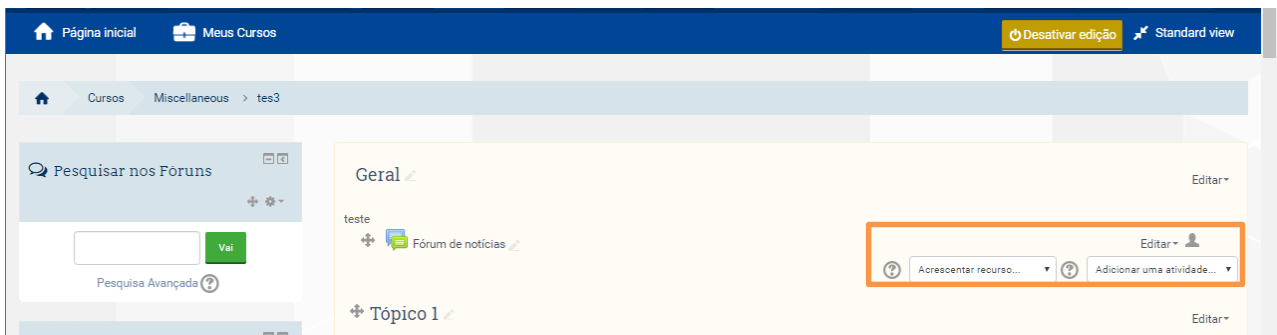 Página inicial Meus Cursos Desativar edição Standard view
Cursos Miscellaneous > tes3
Pesquisar nos Fóruns
Geral
Editar
teste
Fórum de notícias
Editar
Vai
? Acrescentar recurso... ? Adicionar uma atividade...
Pesquisa Avançada ?
Tópico 1
Editar